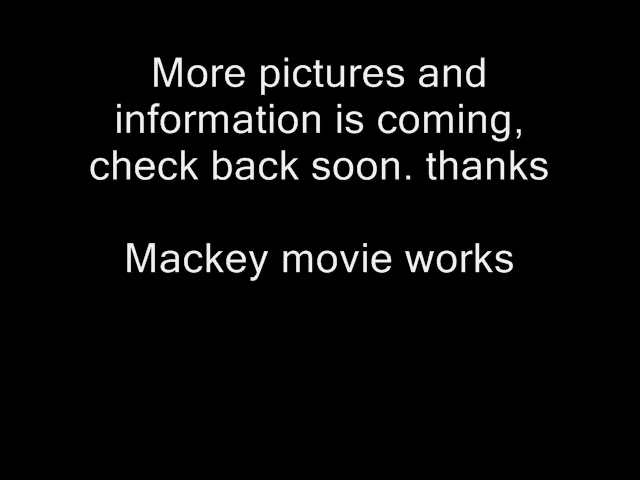 More pictures and
information is coming,
check back soon. thanks
Mackey movie works